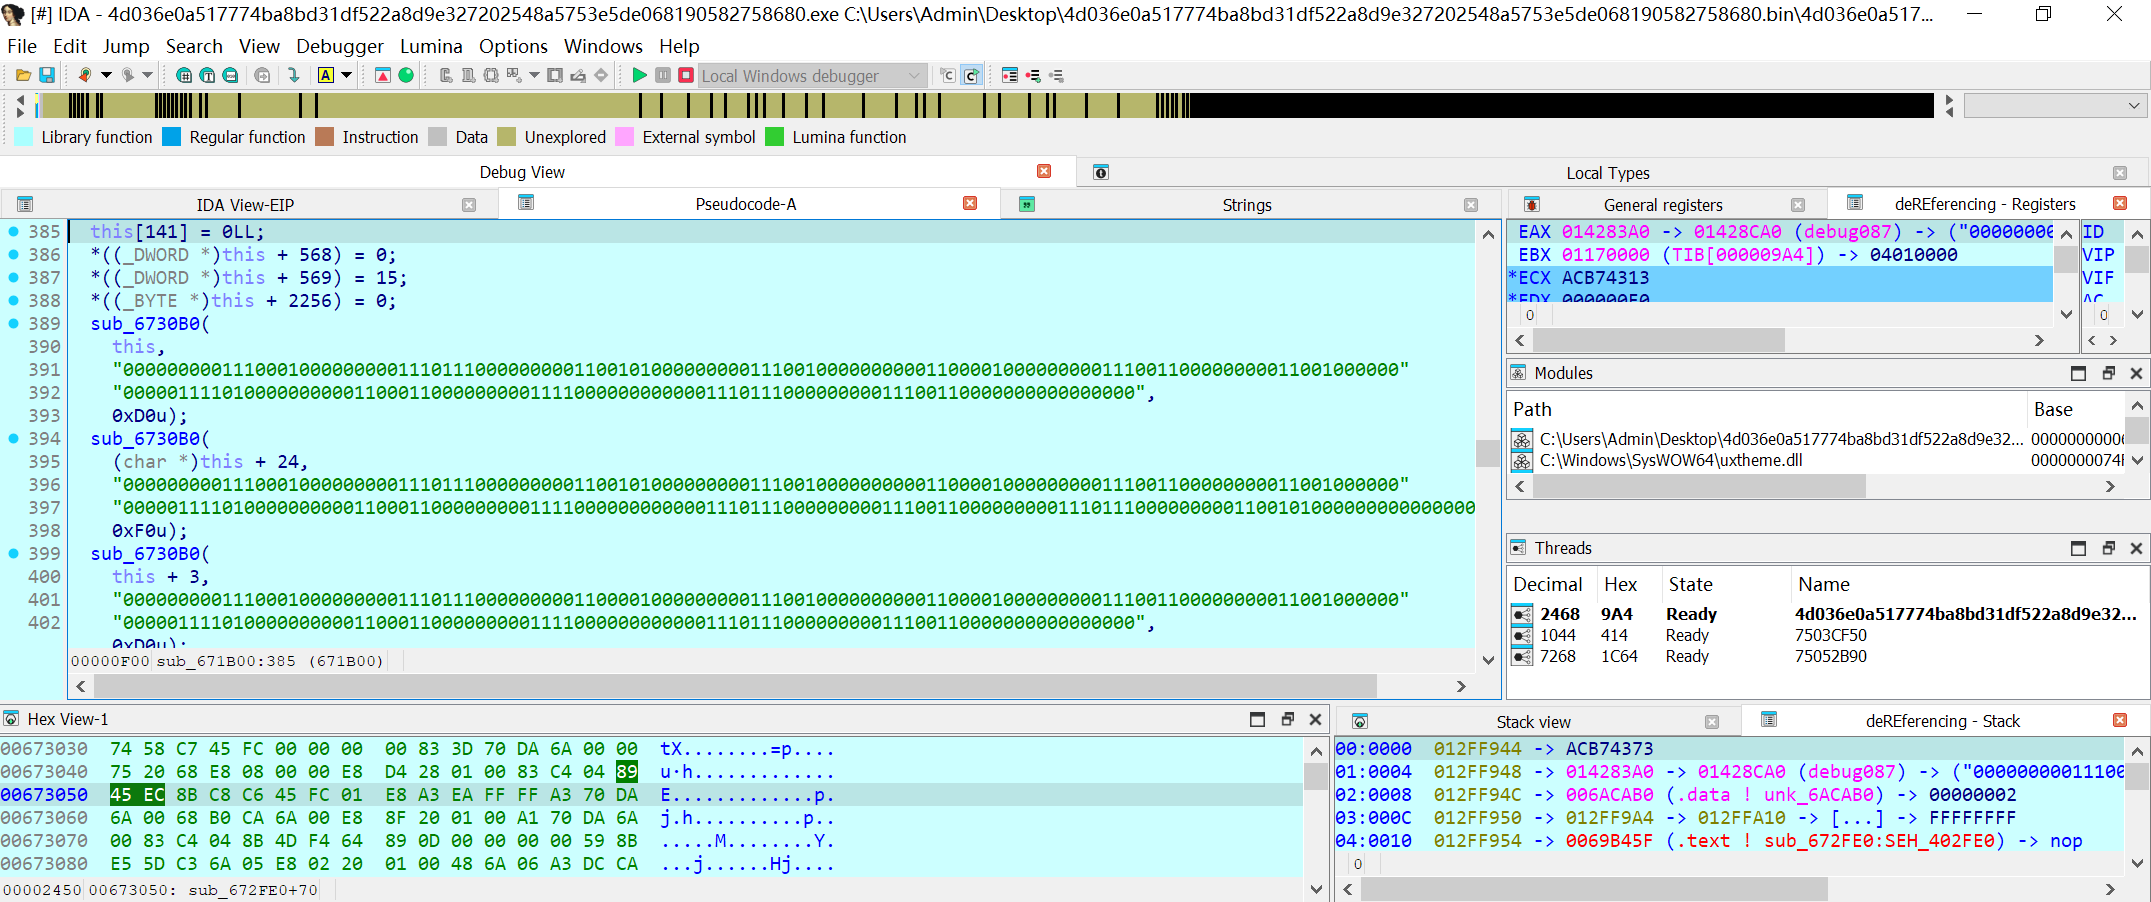 [#] IDA - 4d036e0a517774ba8bd31df522a8d9e327202548a5753e5de068190582758680.exe C:\Users\Admin\Desktop\4d036e0a517774ba8bd31df522a8d9e327202548a5753e5de068190582758680.bin\4d036e0a517...
File Edit Jump Search View Debugger Lumina Options Windows Help
Local Windows debugger
Library function Regular function Instruction Data Unexplored External symbol Lumina function
Debug View
Local Types
IDA View-EIP
Pseudocode-A
Strings
385 this[141] = 0LL;
386 *((_DWORD *)this + 568) = 0;
387 *((_DWORD *)this + 569) = 15;
388 *((_BYTE *)this + 2256) = 0;
389 sub_6730B0(
390 this,
391 "00000000011100010000000001110111000000000110010100000000011100100000000001100001000000000111001100000000011001000000"
392 "00000111101000000000011000110000000001111000000000000111011100000000011100110000000000000000",
393 0xD0u);
394 sub_6730B0(
395 (char *)this + 24,
396 "00000000011100010000000001110111000000000110010100000000011100100000000001100001000000000111001100000000011001000000"
397 "000001111010000000000110001100000000011110000000000001110111000000000111001100000000011101110000000001100101000000000000000
398 0xF0u);
399 sub_6730B0(
400 this + 3,
401 "00000000011100010000000001110111000000000110000100000000011100100000000001100001000000000111001100000000011001000000"
402 "00000111101000000000011000110000000001111000000000000111011100000000011100110000000000000000",
0xD0u);
00000F00 sub_671B00:385 (671B00)
General registers
deREferencing - Registers
EAX 014283A0 -> 01428CA0 (debug087) -> ("00000000
EBX 01170000 (TIB[000009A4]) -> 04010000
*ECX ACB74313
*EDX 000000E0
0
ID
VIP
VIF
AC
0
Modules
Path Base
C:\Users\Admin\Desktop\4d036e0a517774ba8bd31df522a8d9e32... 0000000000
C:\Windows\SysWOW64\uxtheme.dll 0000000074
Threads
Decimal Hex State Name
2468 9A4 Ready 4d036e0a517774ba8bd31df522a8d9e32...
1044 414 Ready 7503CF50
7268 1C64 Ready 75052B90
Hex View-1
00673030 74 58 C7 45 FC 00 00 00 00 83 3D 70 DA 6A 00 00 tX........=p....
00673040 75 20 68 E8 08 00 00 E8 D4 28 01 00 83 C4 04 89 u·h.............
00673050 45 EC 8B C8 C6 45 FC 01 E8 A3 EA FF FF A3 70 DA E.............p.
00673060 6A 00 68 B0 CA 6A 00 E8 8F 20 01 00 A1 70 DA 6A j.h..........p..
00673070 00 83 C4 04 8B 4D F4 64 89 0D 00 00 00 00 59 8B .....M........Y.
00673080 E5 5D C3 6A 05 E8 02 20 01 00 48 6A 06 A3 DC CA ...j......Hj....
00002450 00673050: sub_672FE0+70
Stack view
deREferencing - Stack
00:0000 012FF944 -> ACB74373
01:0004 012FF948 -> 014283A0 -> 01428CA0 (debug087) -> ("00000000011100
02:0008 012FF94C -> 006ACAB0 (.data ! unk_6ACAB0) -> 00000002
03:000C 012FF950 -> 012FF9A4 -> 012FFA10 -> [...] -> FFFFFFFF
04:0010 012FF954 -> 0069B45F (.text ! sub_672FE0:SEH_402FE0) -> nop
0